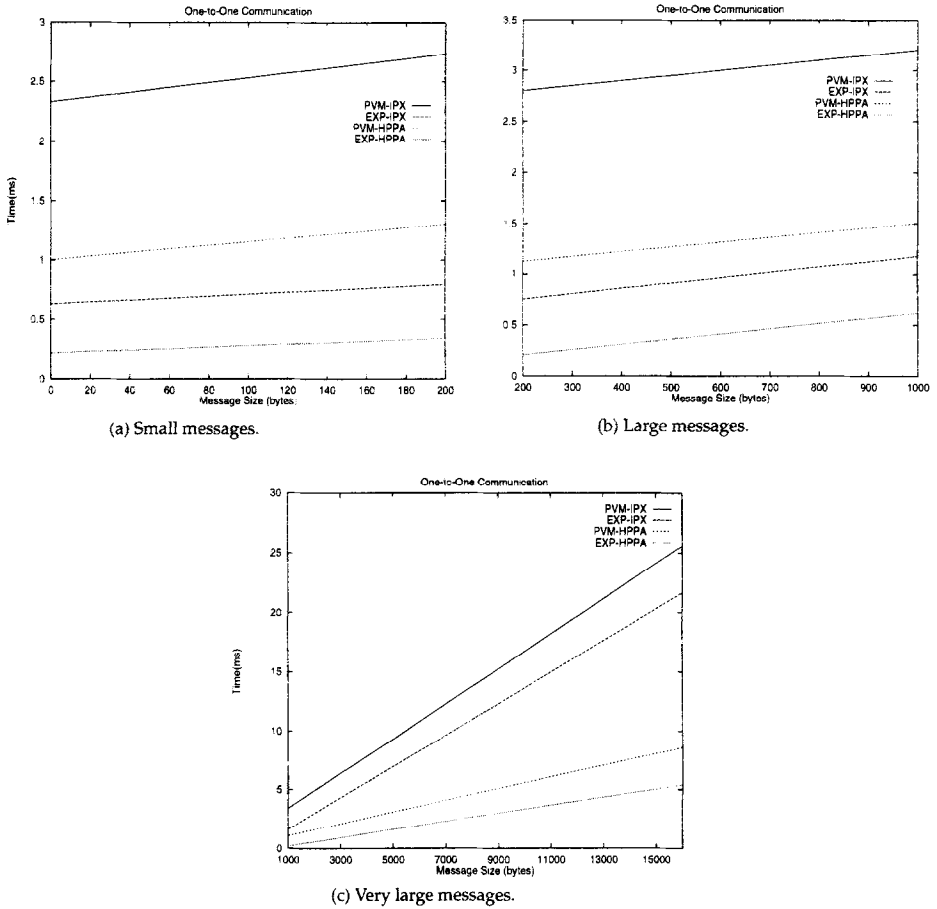 One-to-One Communication
3
2.5
2
1.5
1
0.5
0
Time(ms)
PVM-IPX
EXP-IPX
PVM-HPPA
EXP-HPPA
0 20 40 60 80 100 120 140 160 180 200
Message Size (bytes)
(a) Small messages.
One-to-One Communication
3.5
3
2.5
2
1.5
1
0.5
0
PVM-IPX
EXP-IPX
PVM-HPPA
EXP-HPPA
200 300 400 500 600 700 800 900 1000
Message Size (bytes)
(b) Large messages.
One-to-One Communication
30
25
20
15
10
5
0
Time(ms)
PVM-IPX
EXP-IPX
PVM-HPPA
EXP-HPPA
1000 3000 5000 7000 9000 11000 13000 15000
Message Size (bytes)
(c) Very large messages.